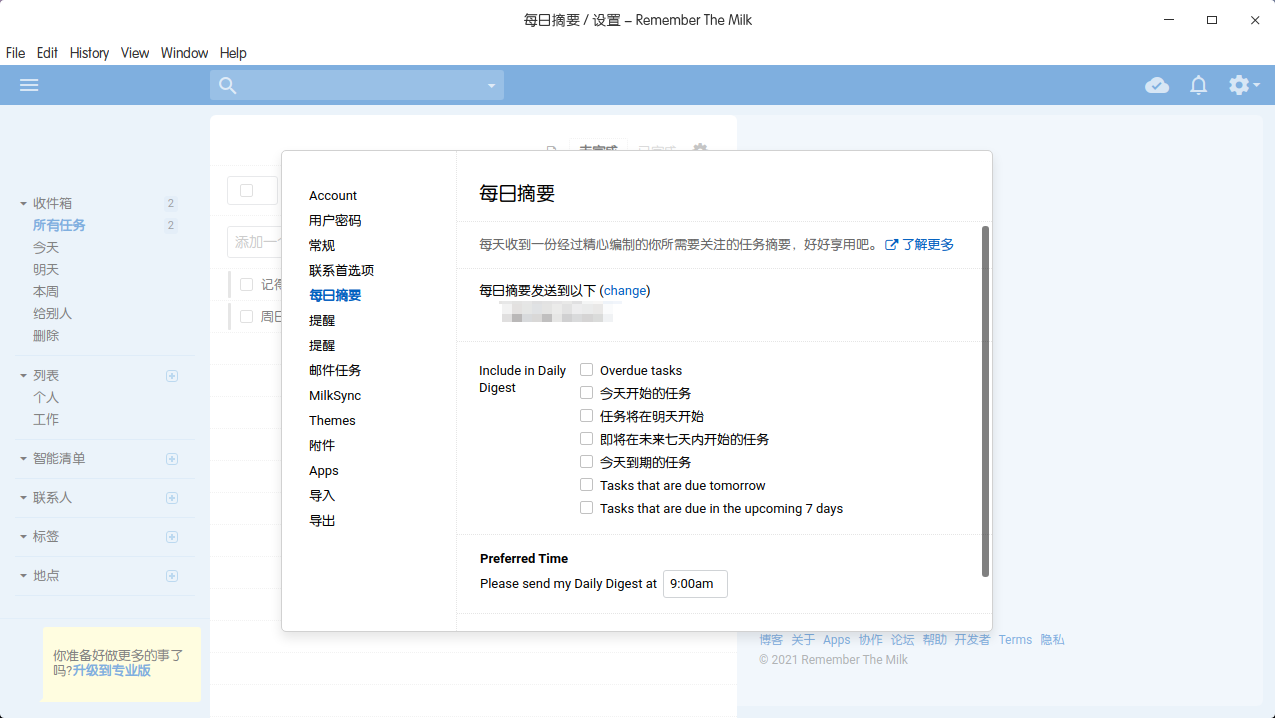 每日摘要 / 设置 – Remember The Milk
File Edit History View Window Help
收件箱 2
所有任务 2
今天
明天
本周
给别人
删除
列表
个人
工作
智能清单
联系人
标签
地点
你准备好做更多的事了
吗?升级到专业版
添加一个
记得
周日
Account
用户密码
常规
联系首选项
每日摘要
提醒
提醒
邮件任务
MilkSync
Themes
附件
Apps
导入
导出
每日摘要
每天收到一份经过精心编制的你所需要关注的任务摘要，好好享用吧。 了解更多
每日摘要发送到以下 (change)
Include in Daily
Digest
Overdue tasks
今天开始的任务
任务将在明天开始
即将在未来七天内开始的任务
今天到期的任务
Tasks that are due tomorrow
Tasks that are due in the upcoming 7 days
Preferred Time
Please send my Daily Digest at 9:00am
博客 关于 Apps 协作 论坛 帮助 开发者 Terms 隐私
© 2021 Remember The Milk